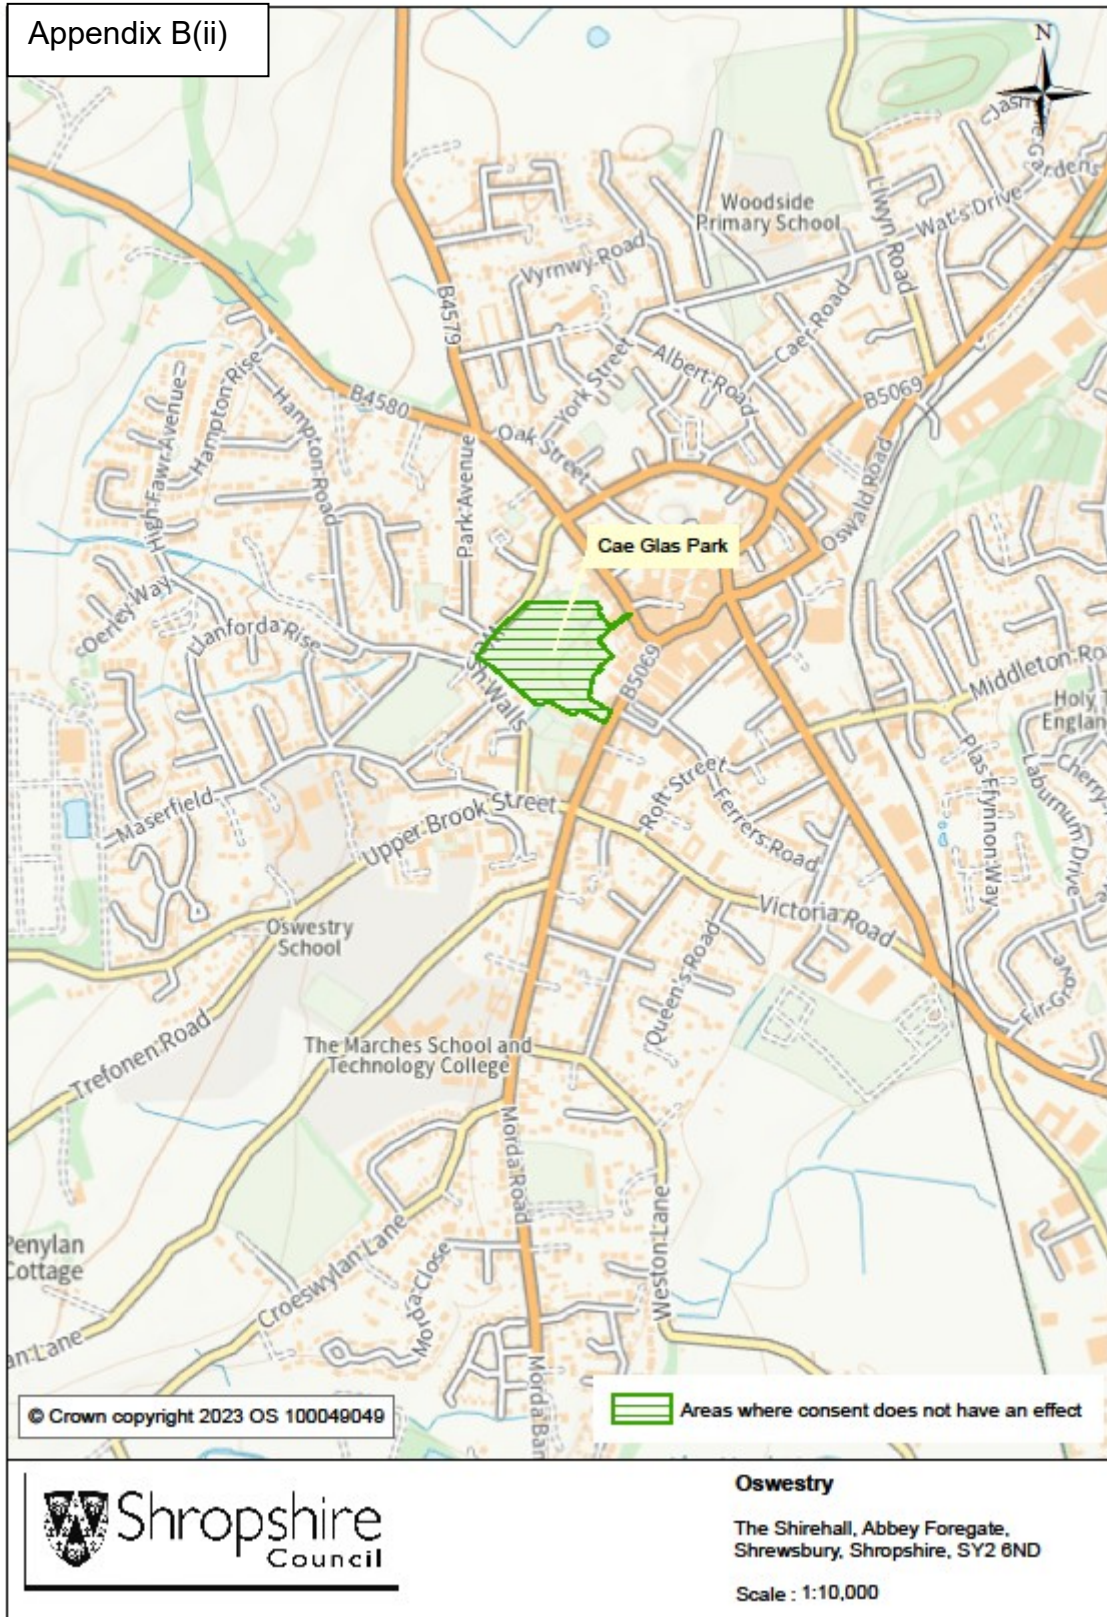 Appendix B(ii)
N
Jasmine Gardens
Woodside
Primary School
Llwyn Road
Wat's Drive
Vyrnwy Road
B4579
Caer Road
Albert Road
York Street
B4580
B5069
Oak Street
Hampton Rise
High Fawr Avenue
Hampton Road
Park Avenue
Oswald Road
Cae Glas Park
Oerley Way
Llanforda Rise
Walls
B5069
Middleton Ro
Holy T
Englan
Plas Ffynnon Way
Laburnum Drive
Cherry
Maserfield
Upper Brook Street
Roft Street
Ferrers Road
Victoria Road
Oswestry
School
Queen's Road
Fir Grove
Trefonen Road
The Marches School and
Technology College
Morda Road
Weston Lane
Penylan
Cottage
Croeswylan Lane
Morda Close
an Lane
Morda Ban
© Crown copyright 2023 OS 100049049
Areas where consent does not have an effect
Shropshire
Council
Oswestry
The Shirehall, Abbey Foregate,
Shrewsbury, Shropshire, SY2 6ND
Scale : 1:10,000